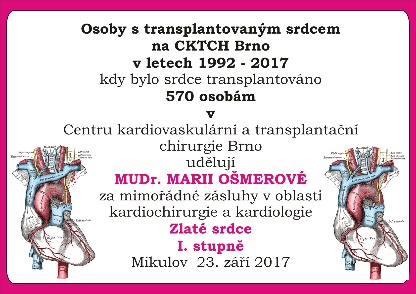 Osoby s transplantovaným srdcem
na CKTCH Brno
v letech 1992 - 2017
kdy bylo srdce transplantováno
570 osobám
v
Centru kardiovaskulární a transplantační
chirurgie Brno
udělují
MUDr. MARII OŠMEROVÉ
za mimořádné zásluhy v oblasti
kardiochirurgie a kardiologie
Zlaté srdce
I. stupně
Mikulov 23. září 2017